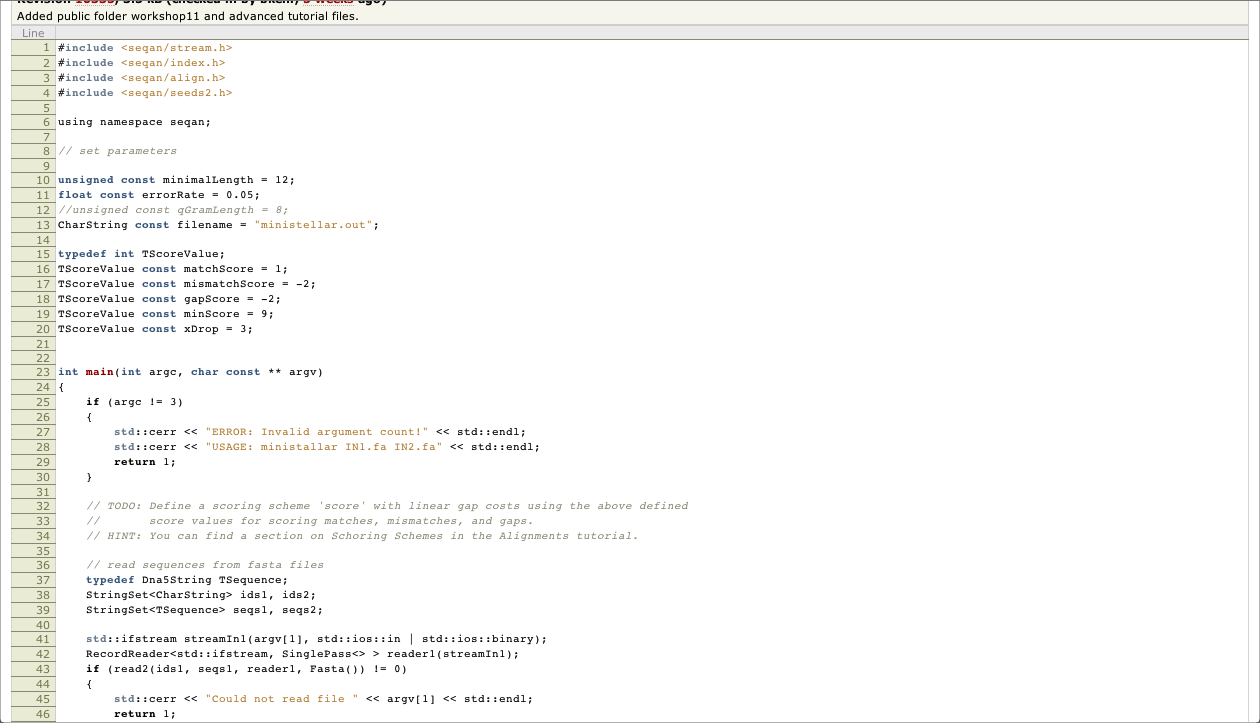 Added public folder workshop11 and advanced tutorial files.
Line
1 #include <seqan/stream.h>
2 #include <seqan/index.h>
3 #include <seqan/align.h>
4 #include <seqan/seeds2.h>
5
6 using namespace seqan;
7
8 // set parameters
9
10 unsigned const minimalLength = 12;
11 float const errorRate = 0.05;
12 //unsigned const qGramLength = 8;
13 CharString const filename = "ministellar.out";
14
15 typedef int TScoreValue;
16 TScoreValue const matchScore = 1;
17 TScoreValue const mismatchScore = -2;
18 TScoreValue const gapScore = -2;
19 TScoreValue const minScore = 9;
20 TScoreValue const xDrop = 3;
21
22
23 int main(int argc, char const ** argv)
24 {
25     if (argc != 3)
26     {
27         std::cerr << "ERROR: Invalid argument count!" << std::endl;
28         std::cerr << "USAGE: ministallar IN1.fa IN2.fa" << std::endl;
29         return 1;
30     }
31
32     // TODO: Define a scoring scheme 'score' with linear gap costs using the above defined
33     //       score values for scoring matches, mismatches, and gaps.
34     // HINT: You can find a section on Schoring Schemes in the Alignments tutorial.
35
36     // read sequences from fasta files
37     typedef Dna5String TSequence;
38     StringSet<CharString> ids1, ids2;
39     StringSet<TSequence> seqs1, seqs2;
40
41     std::ifstream streamIn1(argv[1], std::ios::in | std::ios::binary);
42     RecordReader<std::ifstream, SinglePass<> > reader1(streamIn1);
43     if (read2(ids1, seqs1, reader1, Fasta()) != 0)
44     {
45         std::cerr << "Could not read file " << argv[1] << std::endl;
46         return 1;